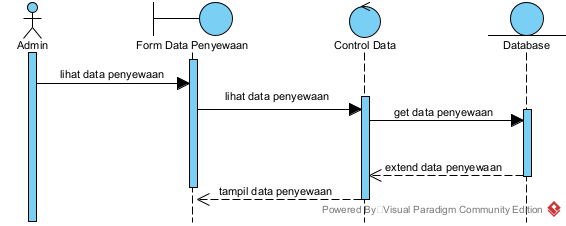 Admin
Form Data Penyewaan
Control Data
Database
lihat data penyewaan
lihat data penyewaan
get data penyewaan
extend data penyewaan
tampil data penyewaan
Powered By Visual Paradigm Community Edition